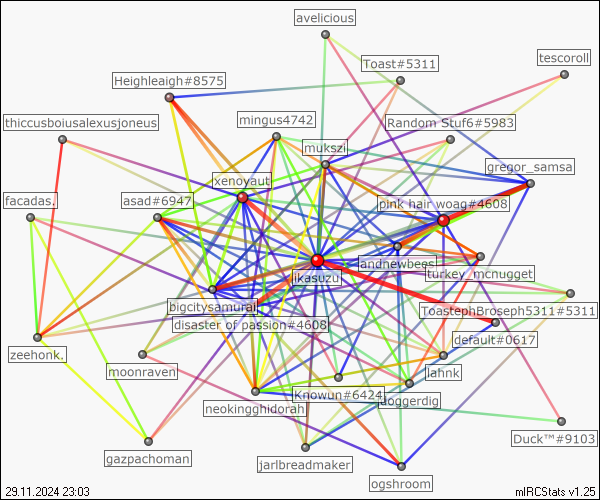 avelicious
Toast#5311
tescoroll
Heighleaigh#8575
thiccusboiusalexusjoneus
mingus4742
Random Stuf6#5983
mukszi
gregor_samsa
xenoyaut
facadas.
asad#6947
pink hair woag#4608
andnewbees
turkey_mcnugget
likasuzu
bigcitysamurai
ToastephBroseph5311#5311
disaster of passion#4608
default#0617
zeehonk.
moonraven
lahnk
Knowun#6424
doggerdig
neokingghidorah
Duck™#9103
gazpachoman
jarlbreadmaker
ogshroom
29.11.2024 23:03
mIRCStats v1.25